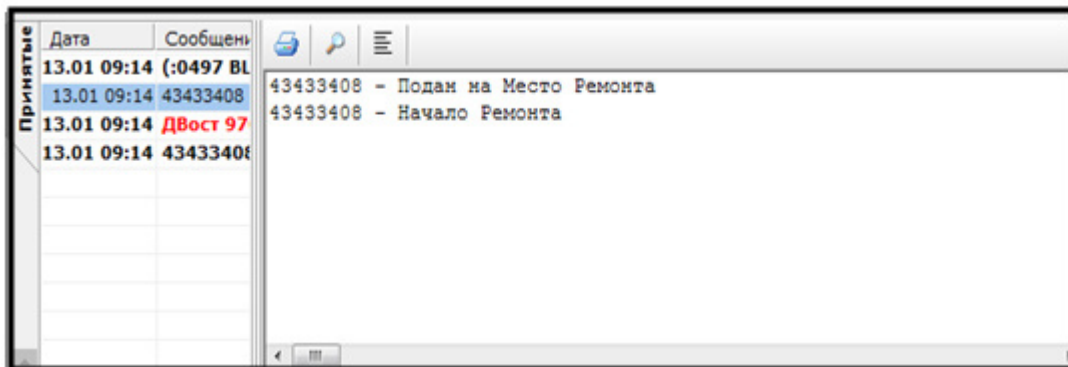 Принятые
Дата Сообщени
13.01 09:14 (:0497 BL
13.01 09:14 43433408
13.01 09:14 ДВост 97
13.01 09:14 43433408
43433408 - Подан на Место Ремонта
43433408 - Начало Ремонта